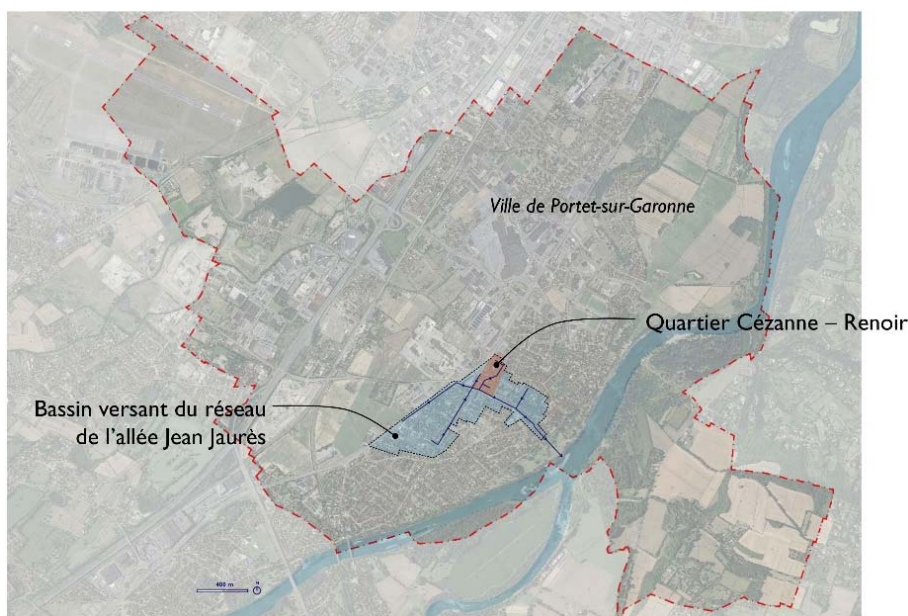 Ville de Portet-sur-Garonne
Quartier Cézanne – Renoir
Bassin versant du réseau
de l'allée Jean Jaurès
400 m
N